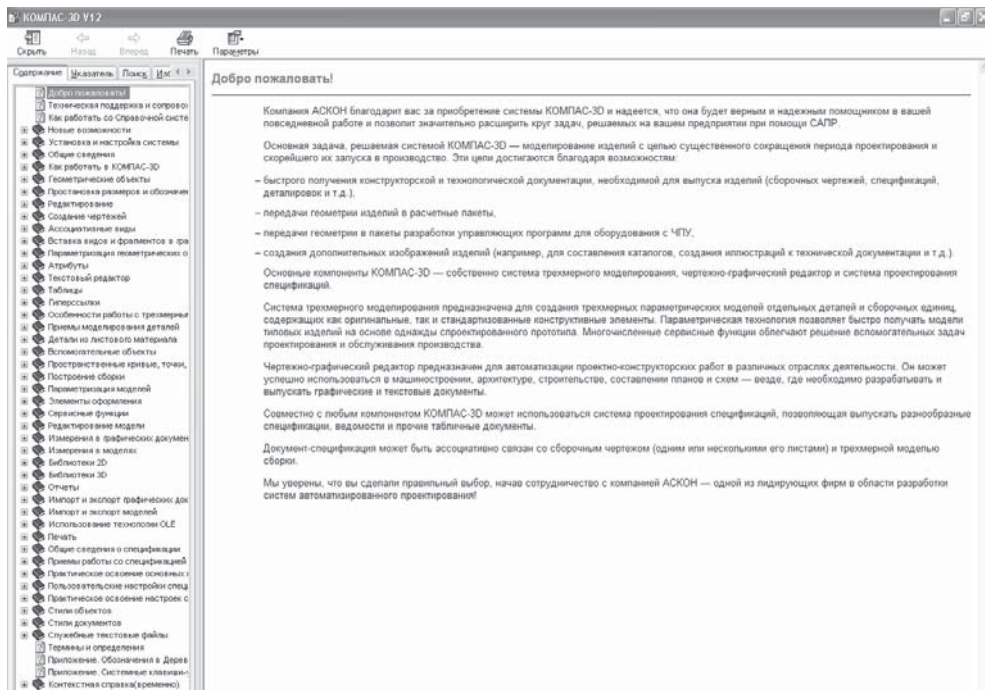 КОМПАС-3D V12
Скрыть Назад Вперед Печать Параметры
Содержание Указатель Поиск Изб
Добро пожаловать!
Техническая поддержка и сопровож
Как работать со Справочной систе
Новые возможности
Установка и настройка системы
Общие сведения
Как работать в КОМПАС-3D
Геометрические объекты
Простановка размеров и обозначен
Редактирование
Создание чертежей
Ассоциативные виды
Вставка видов и фрагментов в гра
Параметризация геометрических о
Атрибуты
Текстовый редактор
Таблицы
Гиперссылки
Особенности работы с трехмерны
Приемы моделирования деталей
Детали из листового материала
Вспомогательные объекты
Пространственные кривые, точки,
Построение сборки
Параметризация моделей
Элементы оформления
Сервисные функции
Редактирование модели
Измерения в графических докумен
Измерения в моделях
Библиотеки 2D
Библиотеки 3D
Отчеты
Импорт и экспорт графических док
Импорт и экспорт моделей
Использование технологии OLE
Печать
Общие сведения о спецификации
Приемы работы со спецификацией
Практическое освоение основных
Пользовательские настройки спец
Практическое освоение настроек с
Стили объектов
Стили документов
Служебные текстовые файлы
Термины и определения
Приложение. Обозначения в Дерев
Приложение. Системные клавиши-
Контекстная справка(временно)
Добро пожаловать!
Компания АСКОН благодарит вас за приобретение системы КОМПАС-3D и надеется, что она будет верным и надежным помощником в вашей
повседневной работе и позволит значительно расширить круг задач, решаемых на вашем предприятии при помощи САПР.
Основная задача, решаемая системой КОМПАС-3D — моделирование изделий с целью существенного сокращения периода проектирования и
скорейшего их запуска в производство. Эти цели достигаются благодаря возможностям:
– быстрого получения конструкторской и технологической документации, необходимой для выпуска изделий (сборочных чертежей, спецификаций,
деталировок и т.д.),
– передачи геометрии изделий в расчетные пакеты,
– передачи геометрии в пакеты разработки управляющих программ для оборудования с ЧПУ,
– создания дополнительных изображений изделий (например, для составления каталогов, создания иллюстраций к технической документации и т.д.).
Основные компоненты КОМПАС-3D — собственно система трехмерного моделирования, чертежно-графический редактор и система проектирования
спецификаций.
Система трехмерного моделирования предназначена для создания трехмерных параметрических моделей отдельных деталей и сборочных единиц,
содержащих как оригинальные, так и стандартизованные конструктивные элементы. Параметрическая технология позволяет быстро получать модели
типовых изделий на основе однажды спроектированного прототипа. Многочисленные сервисные функции облегчают решение вспомогательных задач
проектирования и обслуживания производства.
Чертежно-графический редактор предназначен для автоматизации проектно-конструкторских работ в различных отраслях деятельности. Он может
успешно использоваться в машиностроении, архитектуре, строительстве, составлении планов и схем — везде, где необходимо разрабатывать и
выпускать графические и текстовые документы.
Совместно с любым компонентом КОМПАС-3D может использоваться система проектирования спецификаций, позволяющая выпускать разнообразные
спецификации, ведомости и прочие табличные документы.
Документ-спецификация может быть ассоциативно связан со сборочным чертежом (одним или несколькими его листами) и трехмерной моделью
сборки.
Мы уверены, что вы сделали правильный выбор, начав сотрудничество с компанией АСКОН — одной из лидирующих фирм в области разработки
систем автоматизированного проектирования!